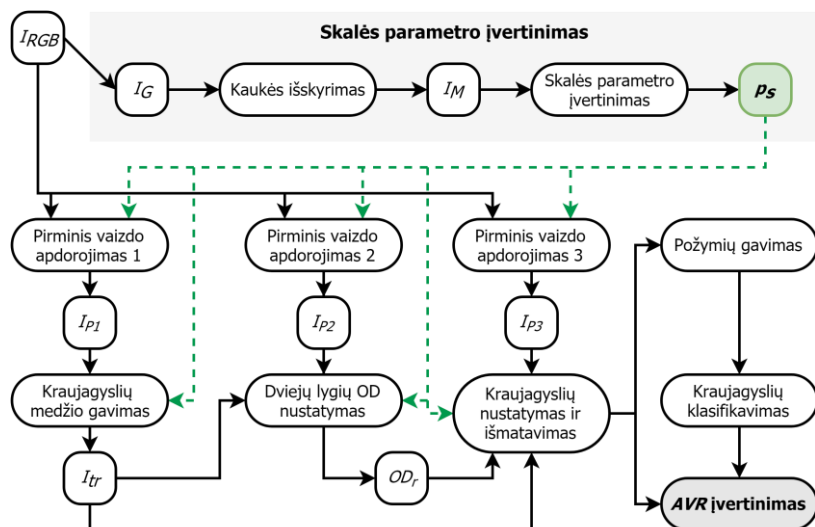 I_RGB
Skalės parametro įvertinimas
I_G
Kaukės išskyrimas
I_M
Skalės parametro
įvertinimas
p_s
Pirminis vaizdo
apdorojimas 1
Pirminis vaizdo
apdorojimas 2
Pirminis vaizdo
apdorojimas 3
Požymių gavimas
I_P1
I_P2
I_P3
Kraujagyslių
medžio gavimas
Dviejų lygių OD
nustatymas
Kraujagyslių
nustatymas ir
išmatavimas
Kraujagyslių
klasifikavimas
I_tr
OD_r
AVR įvertinimas